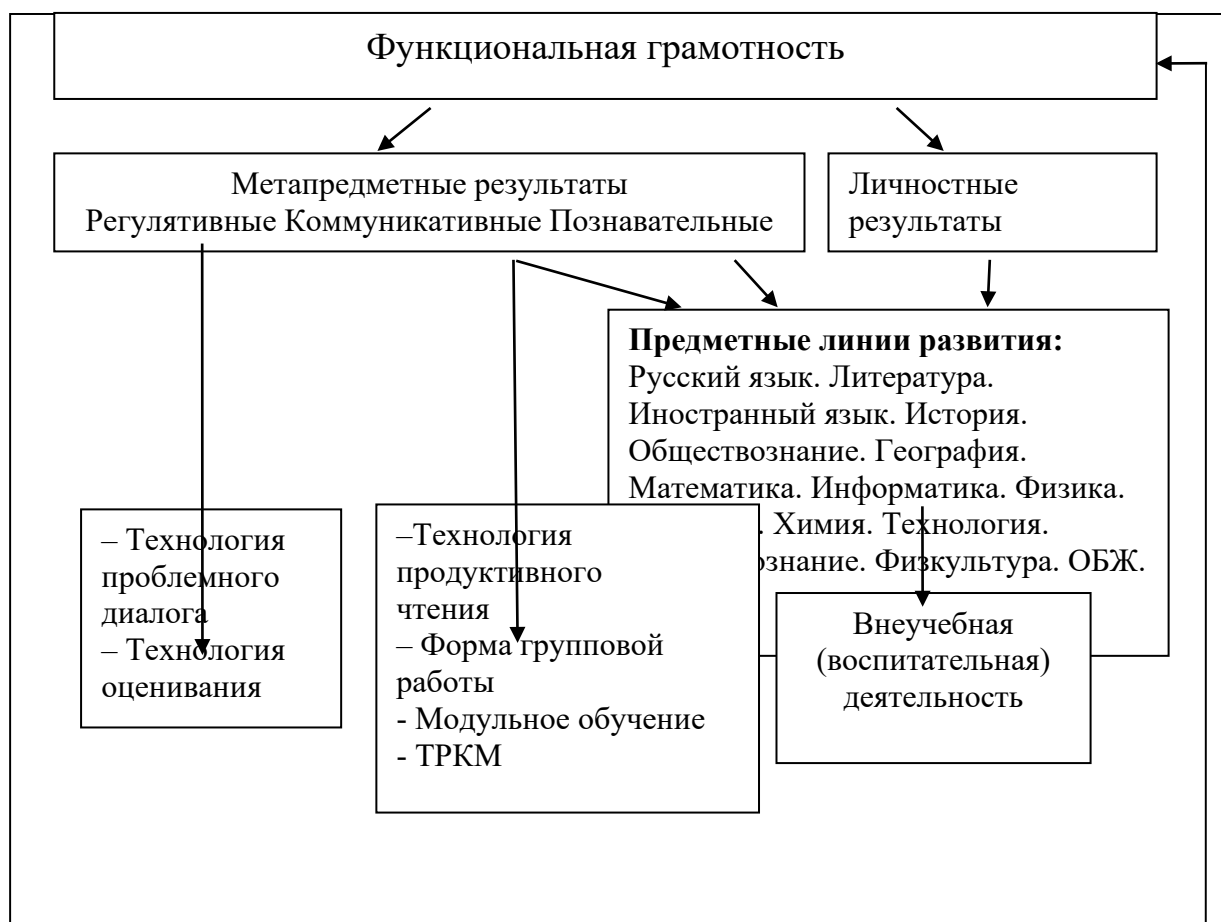 Функциональная грамотность
Метапредметные результаты
Регулятивные Коммуникативные Познавательные
Личностные
результаты
Предметные линии развития:
Русский язык. Литература.
Иностранный язык. История.
Обществознание. География.
Математика. Информатика. Физика.
. Химия. Технология.
Физкультура. ОБЖ.
– Технология
проблемного
диалога
– Технология
оценивания
–Технология
продуктивного
чтения
– Форма групповой
работы
- Модульное обучение
- ТРКМ
Внеучебная
(воспитательная)
деятельность